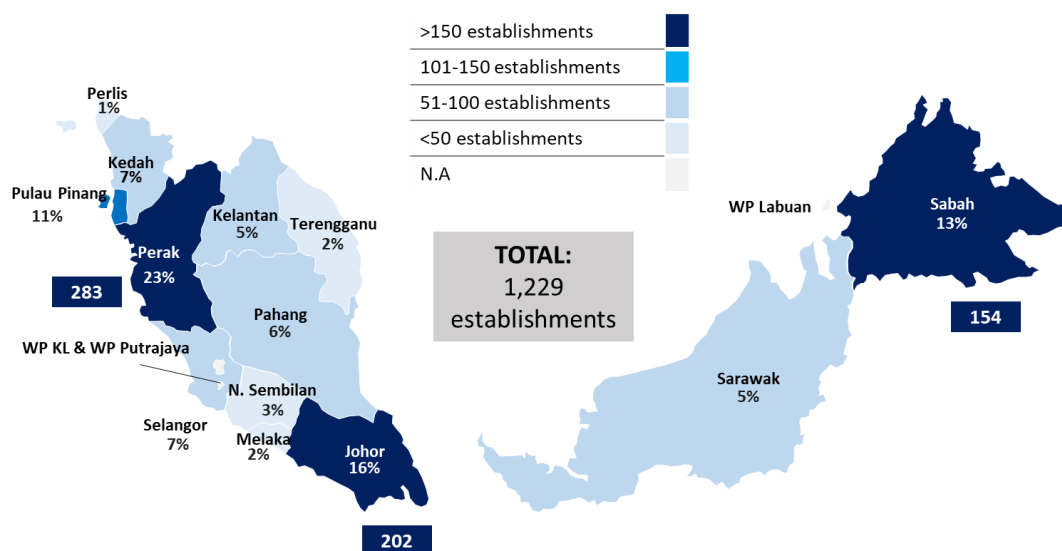 >150 establishments
101-150 establishments
51-100 establishments
<50 establishments
N.A
Perlis
1%
Kedah
7%
Pulau Pinang
11%
Perak
23%
283
Kelantan
5%
Terengganu
2%
Pahang
6%
WP KL & WP Putrajaya
Selangor
7%
N. Sembilan
3%
Melaka
2%
Johor
16%
202
TOTAL:
1,229
establishments
WP Labuan
Sabah
13%
154
Sarawak
5%